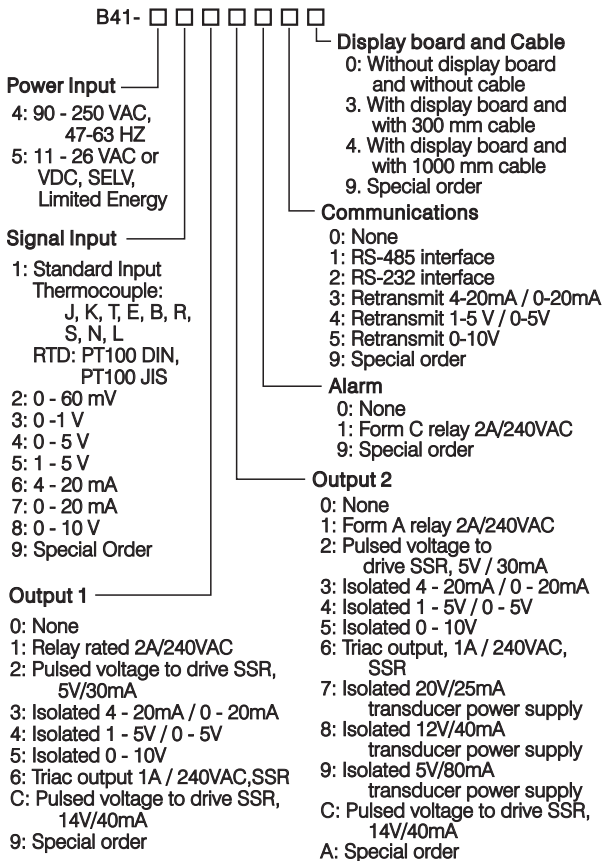 B41- □ □ □ □ □ □ □
Power Input
4: 90 - 250 VAC,
47-63 HZ
5: 11 - 26 VAC or
VDC, SELV,
Limited Energy
Signal Input
1: Standard Input
Thermocouple:
J, K, T, E, B, R,
S, N, L
RTD: PT100 DIN,
PT100 JIS
2: 0 - 60 mV
3: 0 -1 V
4: 0 - 5 V
5: 1 - 5 V
6: 4 - 20 mA
7: 0 - 20 mA
8: 0 - 10 V
9: Special Order
Output 1
0: None
1: Relay rated 2A/240VAC
2: Pulsed voltage to drive SSR,
5V/30mA
3: Isolated 4 - 20mA / 0 - 20mA
4: Isolated 1 - 5V / 0 - 5V
5: Isolated 0 - 10V
6: Triac output 1A / 240VAC,SSR
C: Pulsed voltage to drive SSR,
14V/40mA
9: Special order
Display board and Cable
0: Without display board
and without cable
3. With display board and
with 300 mm cable
4. With display board and
with 1000 mm cable
9. Special order
Communications
0: None
1: RS-485 interface
2: RS-232 interface
3: Retransmit 4-20mA / 0-20mA
4: Retransmit 1-5 V / 0-5V
5: Retransmit 0-10V
9: Special order
Alarm
0: None
1: Form C relay 2A/240VAC
9: Special order
Output 2
0: None
1: Form A relay 2A/240VAC
2: Pulsed voltage to
drive SSR, 5V / 30mA
3: Isolated 4 - 20mA / 0 - 20mA
4: Isolated 1 - 5V / 0 - 5V
5: Isolated 0 - 10V
6: Triac output, 1A / 240VAC,
SSR
7: Isolated 20V/25mA
transducer power supply
8: Isolated 12V/40mA
transducer power supply
9: Isolated 5V/80mA
transducer power supply
C: Pulsed voltage to drive SSR,
14V/40mA
A: Special order